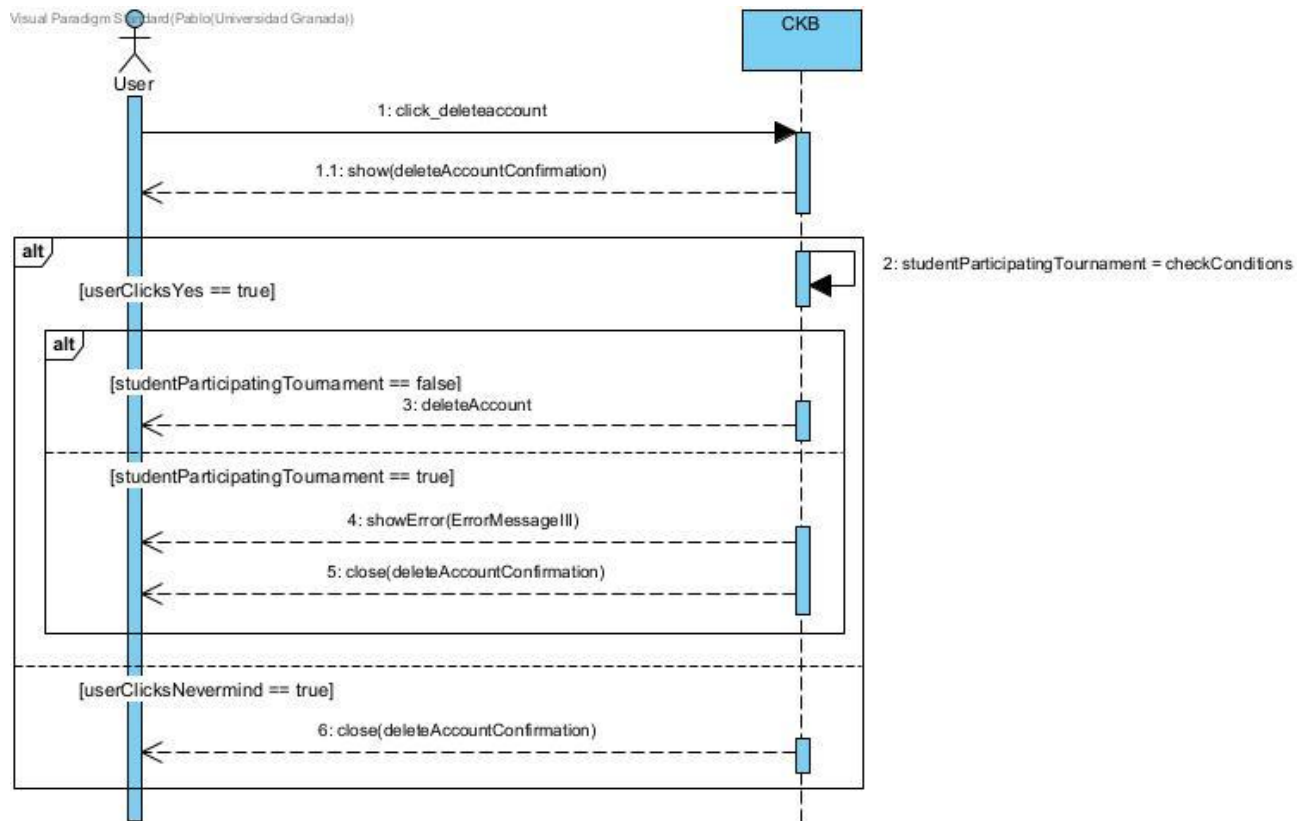 Visual Paradigm Standard(Pablo(Universidad Granada))
CKB
User
1: click_deleteaccount
1.1: show(deleteAccountConfirmation)
alt
2: studentParticipatingTournament = checkConditions
[userClicksYes == true]
alt
[studentParticipatingTournament == false]
3: deleteAccount
[studentParticipatingTournament == true]
4: showError(ErrorMessageIII)
5: close(deleteAccountConfirmation)
[userClicksNevermind == true]
6: close(deleteAccountConfirmation)